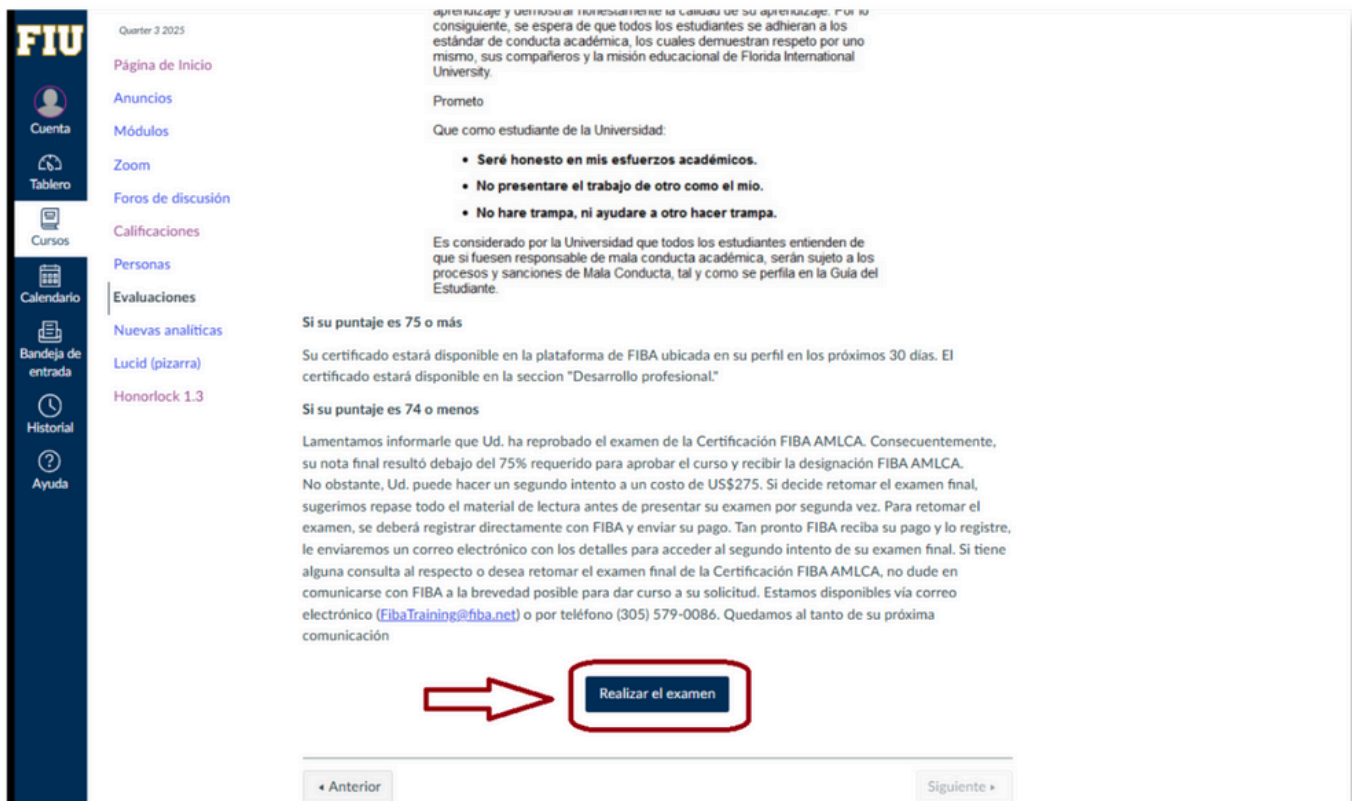 FIU
Cuenta
Tablero
Cursos
Calendario
Bandeja de
entrada
Historial
Ayuda
Quarter 3 2025
Página de Inicio
Anuncios
Módulos
Zoom
Foros de discusión
Calificaciones
Personas
Evaluaciones
Nuevas analíticas
Lucid (pizarra)
Honorlock 1.3
aprendizaje y demostrar honestamente la calidad de su aprendizaje. Por lo
consiguiente, se espera de que todos los estudiantes se adhieran a los
estándar de conducta académica, los cuales demuestran respeto por uno
mismo, sus compañeros y la misión educacional de Florida International
University.
Prometo
Que como estudiante de la Universidad:
• Seré honesto en mis esfuerzos académicos.
• No presentare el trabajo de otro como el mio.
• No hare trampa, ni ayudare a otro hacer trampa.
Es considerado por la Universidad que todos los estudiantes entienden de
que si fuesen responsable de mala conducta académica, serán sujeto a los
procesos y sanciones de Mala Conducta, tal y como se perfila en la Guía del
Estudiante.
Si su puntaje es 75 o más
Su certificado estará disponible en la plataforma de FIBA ubicada en su perfil en los próximos 30 días. El
certificado estará disponible en la seccion "Desarrollo profesional."
Si su puntaje es 74 o menos
Lamentamos informarle que Ud. ha reprobado el examen de la Certificación FIBA AMLCA. Consecuentemente,
su nota final resultó debajo del 75% requerido para aprobar el curso y recibir la designación FIBA AMLCA.
No obstante, Ud. puede hacer un segundo intento a un costo de US$275. Si decide retomar el examen final,
sugerimos repase todo el material de lectura antes de presentar su examen por segunda vez. Para retomar el
examen, se deberá registrar directamente con FIBA y enviar su pago. Tan pronto FIBA reciba su pago y lo registre,
le enviaremos un correo electrónico con los detalles para acceder al segundo intento de su examen final. Si tiene
alguna consulta al respecto o desea retomar el examen final de la Certificación FIBA AMLCA, no dude en
comunicarse con FIBA a la brevedad posible para dar curso a su solicitud. Estamos disponibles vía correo
electrónico (FibaTraining@fiba.net) o por teléfono (305) 579-0086. Quedamos al tanto de su próxima
comunicación
Realizar el examen
◂ Anterior
Siguiente ▸